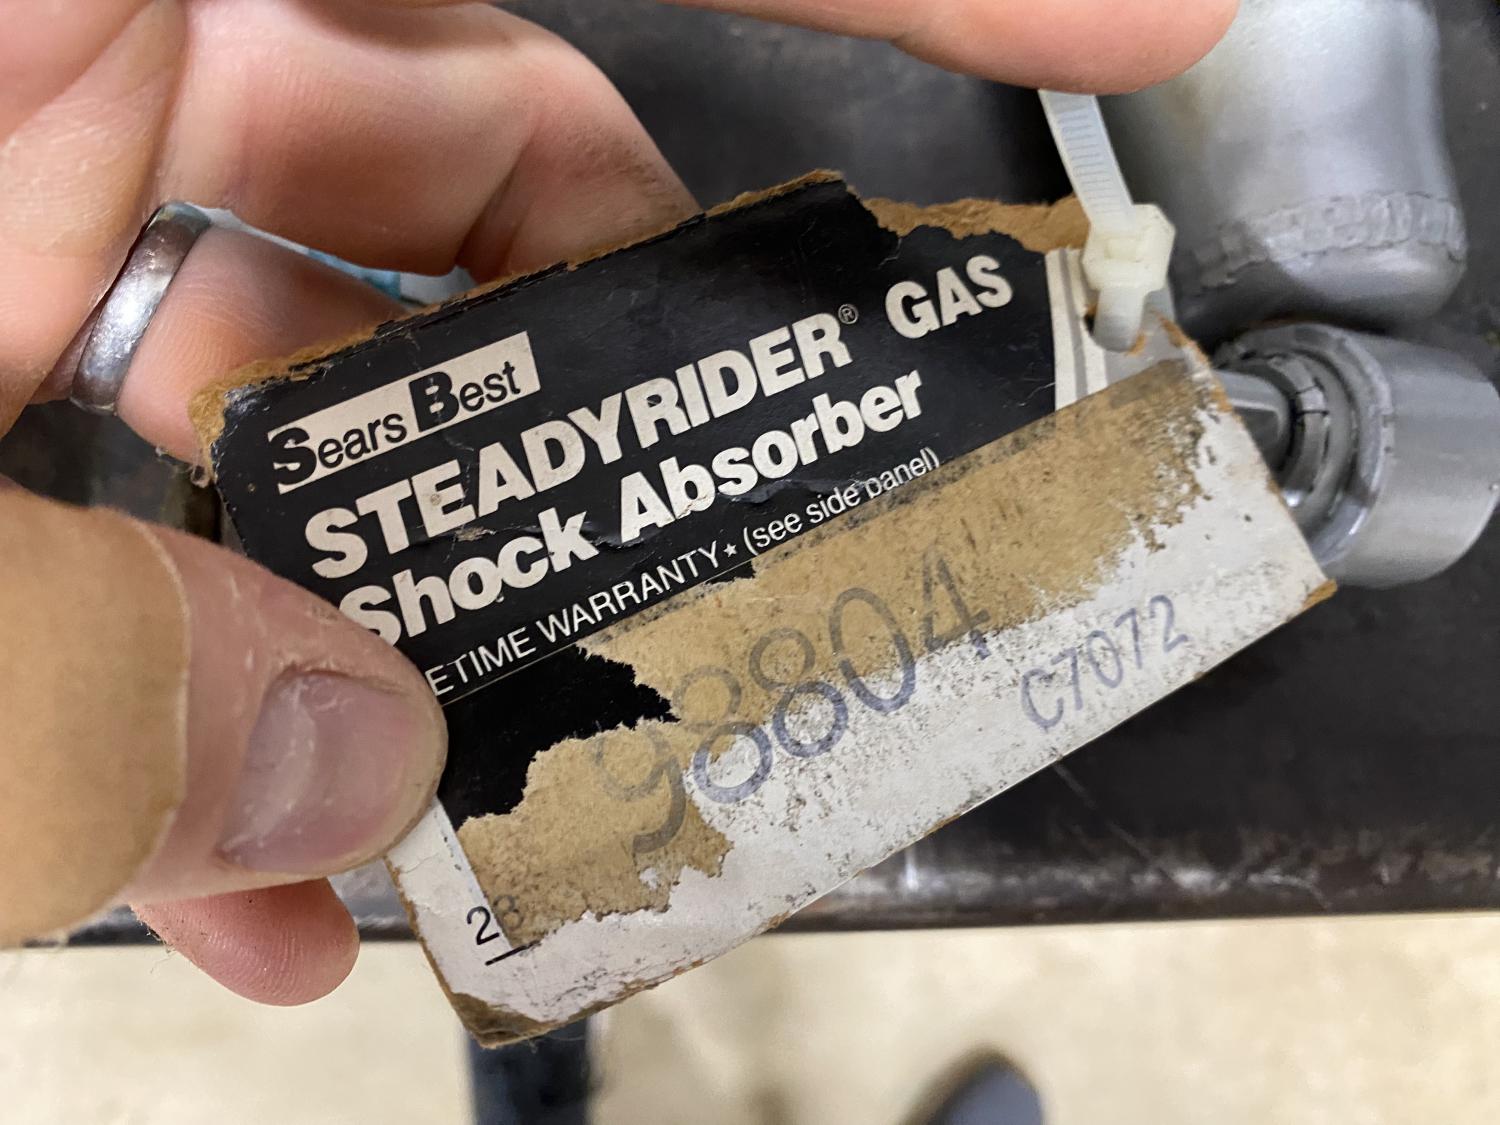 Sears Best
STEADYRIDER® GAS
Shock Absorber
ETIME WARRANTY★ (see side panel)
98804
C7072
28